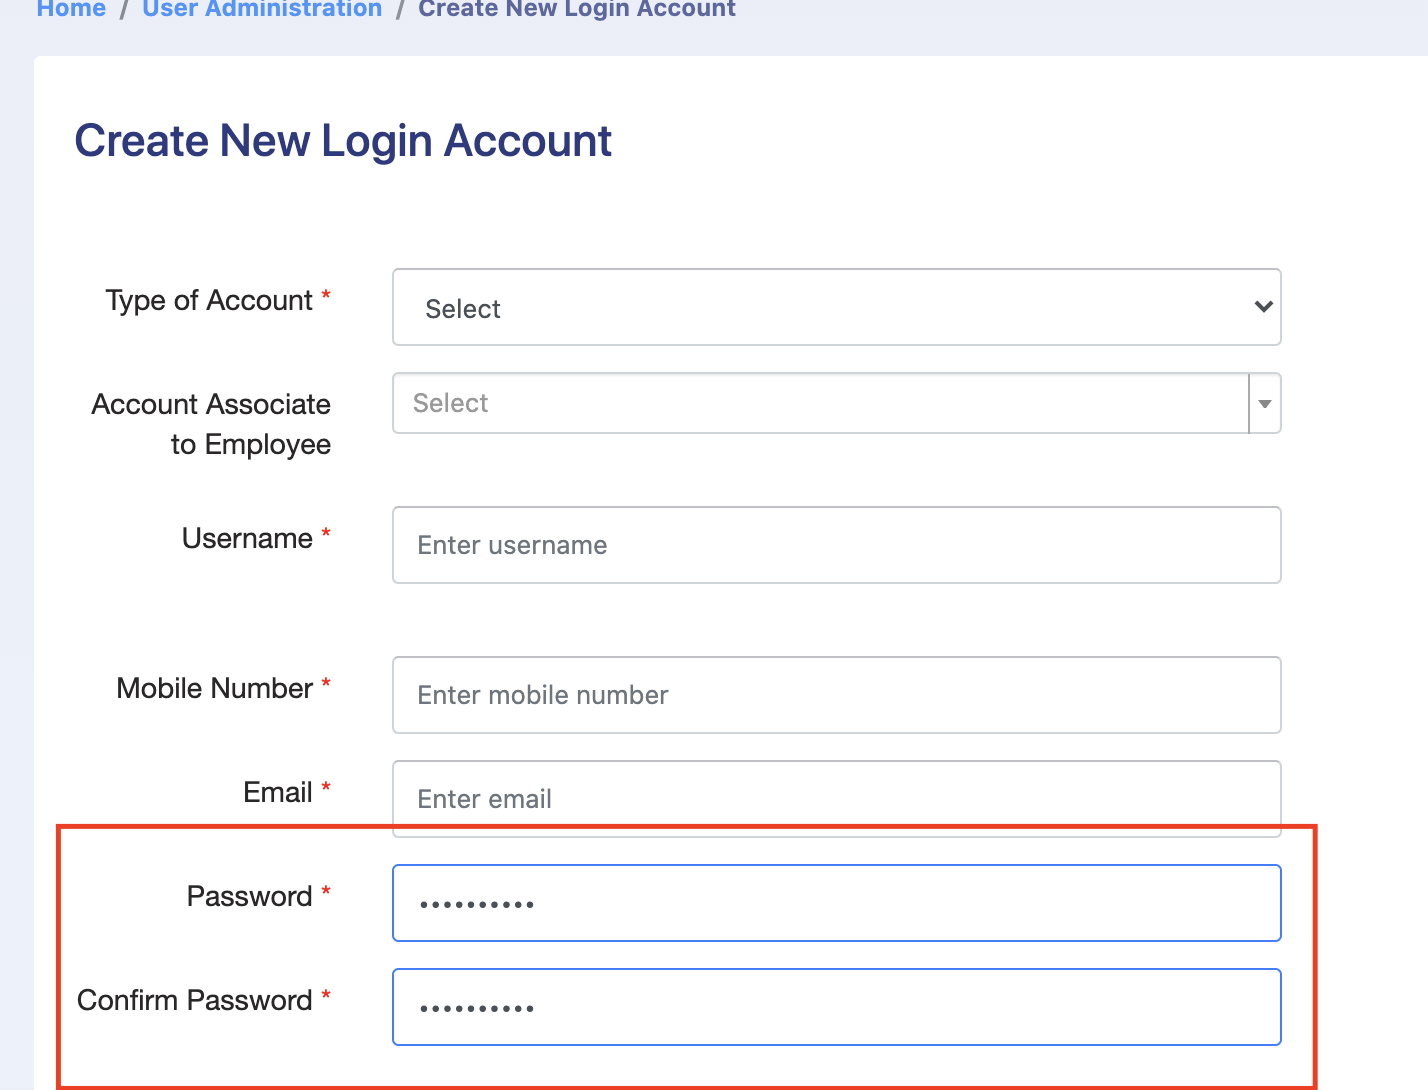 Home / User Administration / Create New Login Account
Create New Login Account
Type of Account *
Select
Account Associate
to Employee
Select
Username *
Enter username
Mobile Number *
Enter mobile number
Email *
Enter email
Password *
••••••••••
Confirm Password *
••••••••••